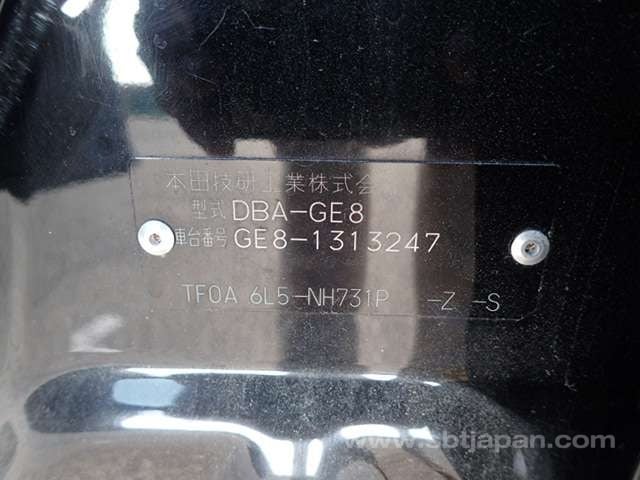 本田技研工業株式会
型式 DBA-GE8
車台番号 GE8-1313247
TF0A 6L5-NH731P -Z -S
www.sbtjapan.com